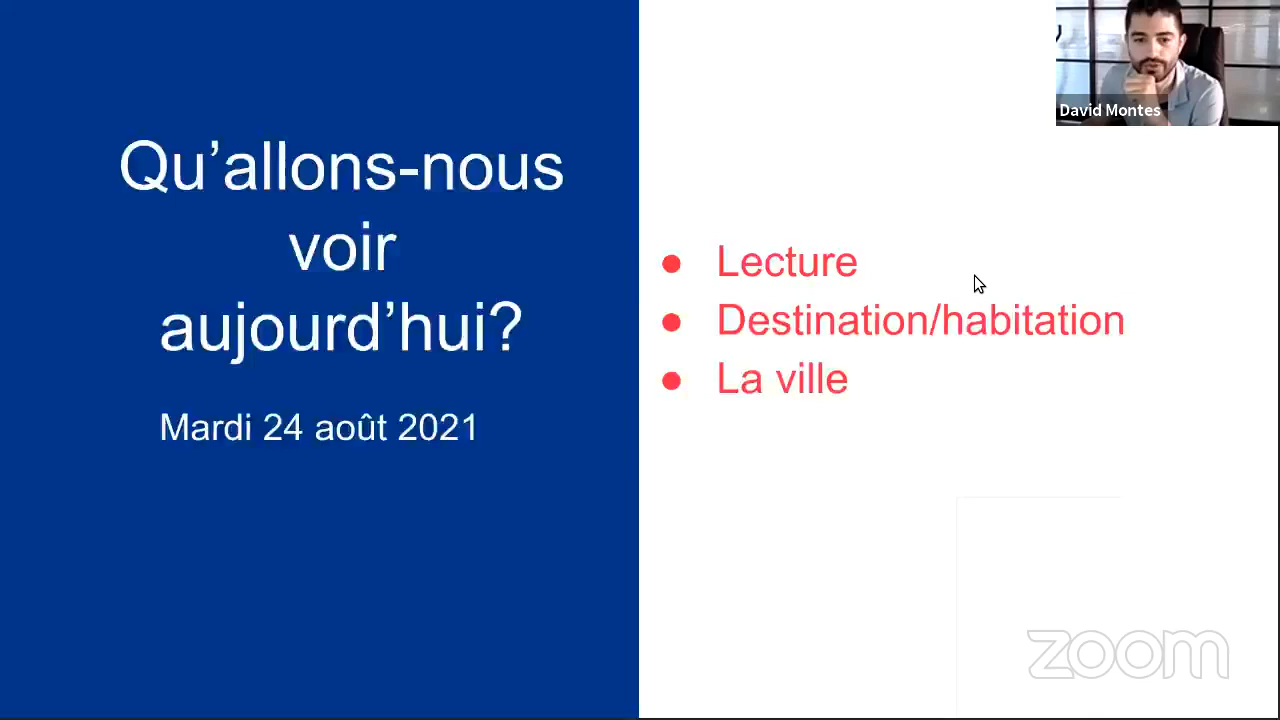 Qu’allons-nous
voir
aujourd’hui?
Mardi 24 août 2021
● Lecture
● Destination/habitation
● La ville
David Montes
zoom